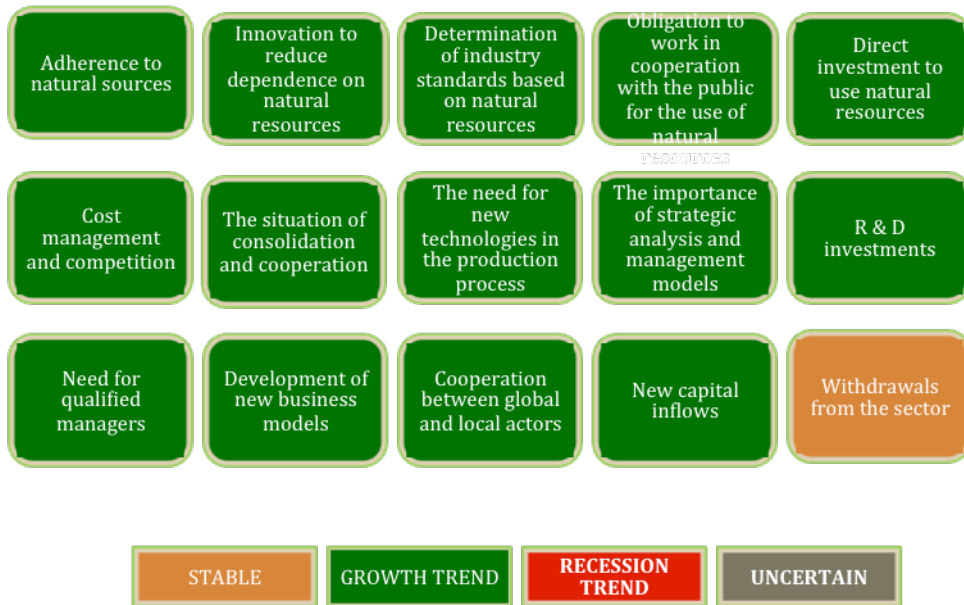 Adherence to
natural sources
Innovation to
reduce
dependence on
natural
resources
Determination
of industry
standards based
on natural
resources
Obligation to
work in
cooperation
with the public
for the use of
natural
resources
Direct
investment to
use natural
resources
Cost
management
and competition
The situation of
consolidation
and cooperation
The need for
new
technologies in
the production
process
The importance
of strategic
analysis and
management
models
R & D
investments
Need for
qualified
managers
Development of
new business
models
Cooperation
between global
and local actors
New capital
inflows
Withdrawals
from the sector
STABLE
GROWTH TREND
RECESSION
TREND
UNCERTAIN